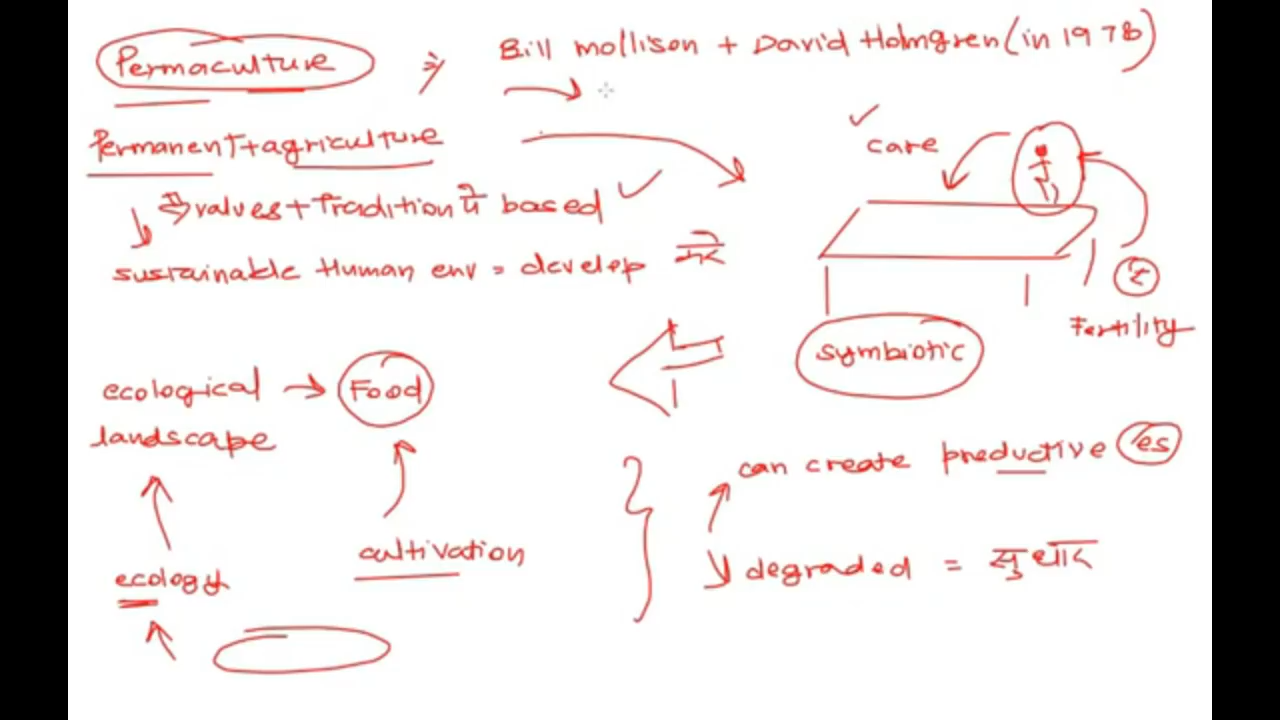 Permaculture ⇒ Bill mollison + David Holmgren (in 1978)
Permanent + agriculture
⇒ values + Tradition पे based
sustainable Human env = develop करे
care
Fertility
symbiotic
ecological → Food
landscape
can create productive es
cultivation
degraded = सुधार
ecology